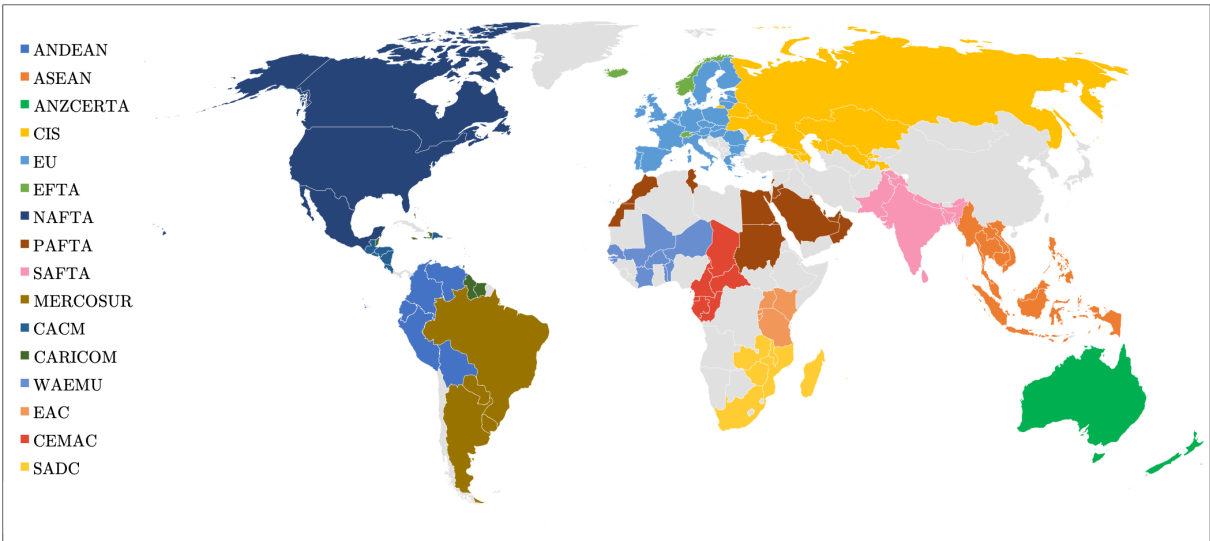 ANDEAN
ASEAN
ANZCERTA
CIS
EU
EFTA
NAFTA
PAFTA
SAFTA
MERCOSUR
CACM
CARICOM
WAEMU
EAC
CEMAC
SADC